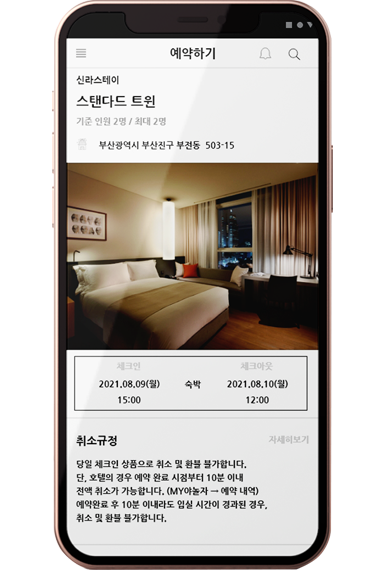 예약하기
신라스테이
스탠다드 트윈
기준 인원 2명 / 최대 2명
부산광역시 부산진구 부전동 503-15
체크인
체크아웃
2021.08.09(월)
숙박
2021.08.10(월)
15:00
12:00
취소규정
자세히보기
당일 체크인 상품으로 취소 및 환불 불가합니다.
단, 호텔의 경우 예약 완료 시점부터 10분 이내
전액 취소가 가능합니다. (MY야놀자 → 예약 내역)
예약완료 후 10분 이내라도 입실 시간이 경과된 경우,
취소 및 환불 불가합니다.